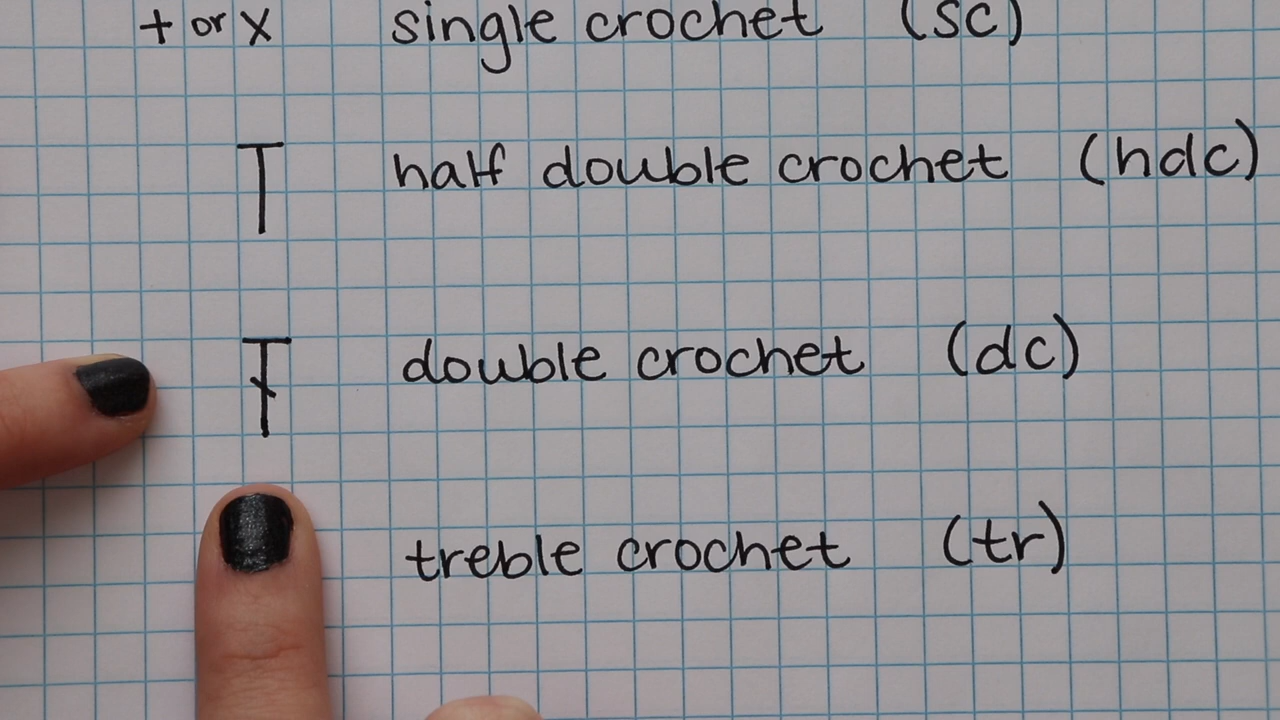 + or x single crochet (sc)
T half double crochet (hdc)
Ŧ double crochet (dc)
treble crochet (tr)